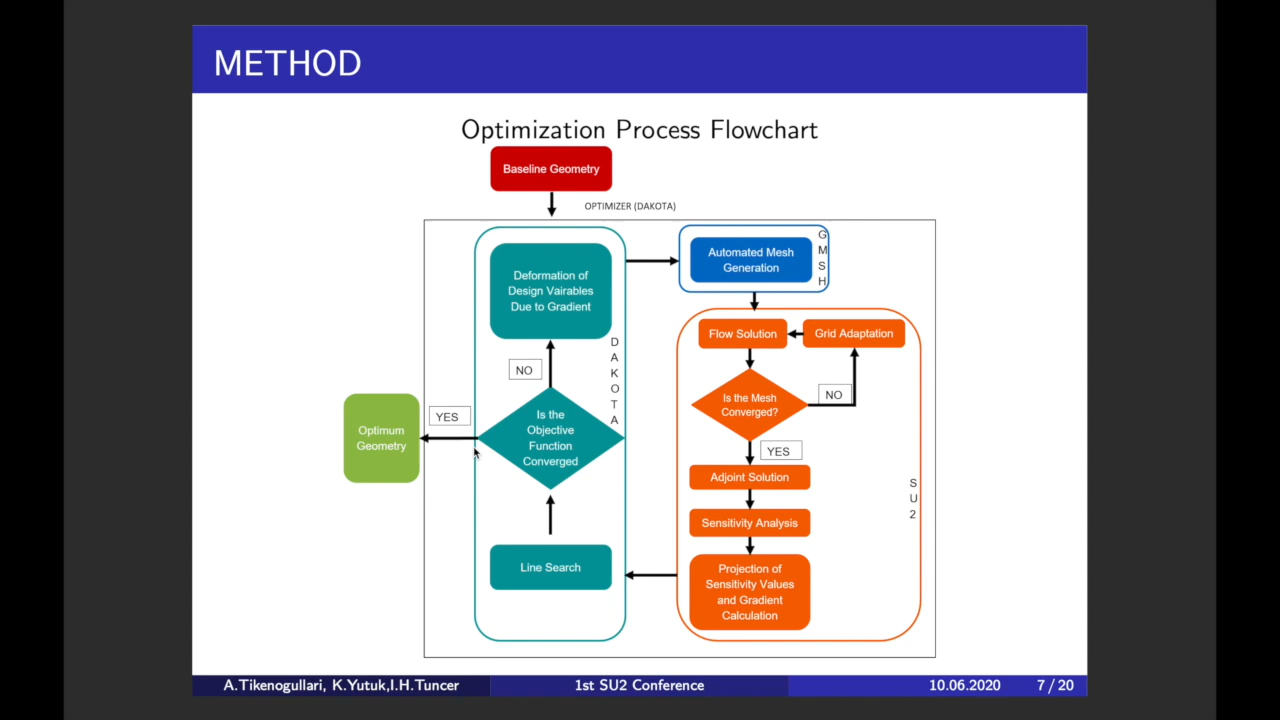 METHOD
Optimization Process Flowchart
Baseline Geometry
OPTIMIZER (DAKOTA)
Deformation of
Design Vairables
Due to Gradient
D
A
K
O
T
A
NO
Is the
Objective
Function
Converged
YES
Optimum
Geometry
Line Search
Automated Mesh
Generation
G
M
S
H
Flow Solution
Grid Adaptation
Is the Mesh
Converged?
NO
YES
Adjoint Solution
Sensitivity Analysis
Projection of
Sensitivity Values
and Gradient
Calculation
S
U
2
A.Tikenogullari, K.Yutuk,I.H.Tuncer
1st SU2 Conference
10.06.2020
7 / 20